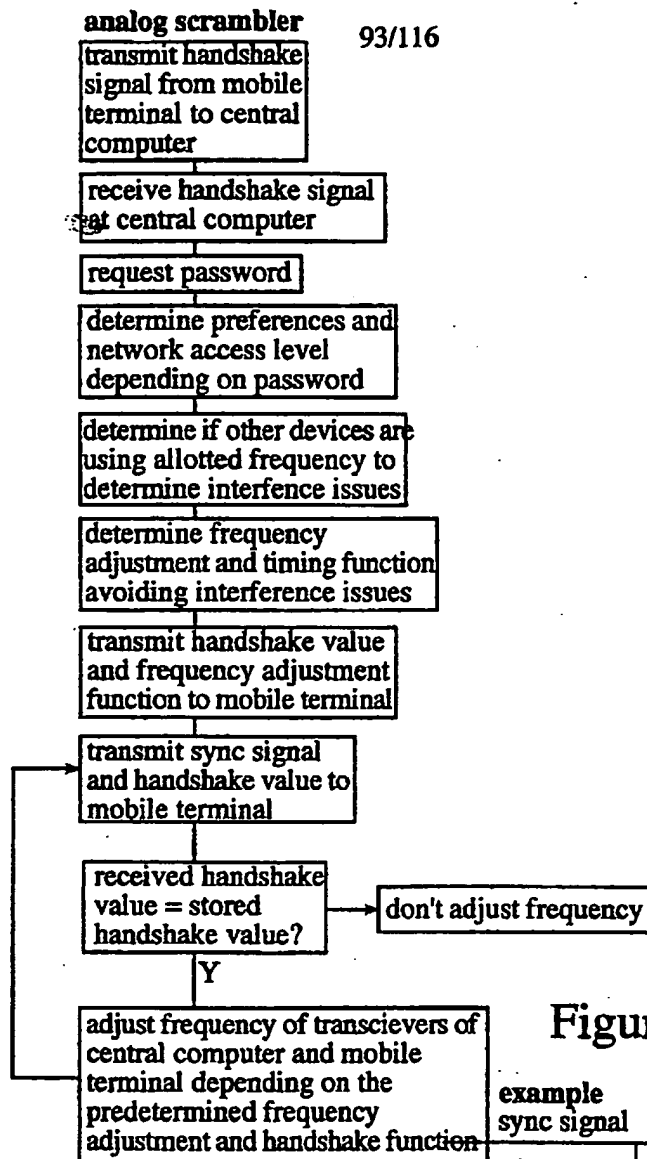 analog scrambler
93/116
transmit handshake
signal from mobile
terminal to central
computer
receive handshake signal
at central computer
request password
determine preferences and
network access level
depending on password
determine if other devices are
using allotted frequency to
determine interfence issues
determine frequency
adjustment and timing function
avoiding interference issues
transmit handshake value
and frequency adjustment
function to mobile terminal
transmit sync signal
and handshake value to
mobile terminal
received handshake
value = stored
handshake value?
don't adjust frequency
Y
adjust frequency of transcievers of
central computer and mobile
terminal depending on the
predetermined frequency
adjustment and handshake function
Figur
example
sync signal